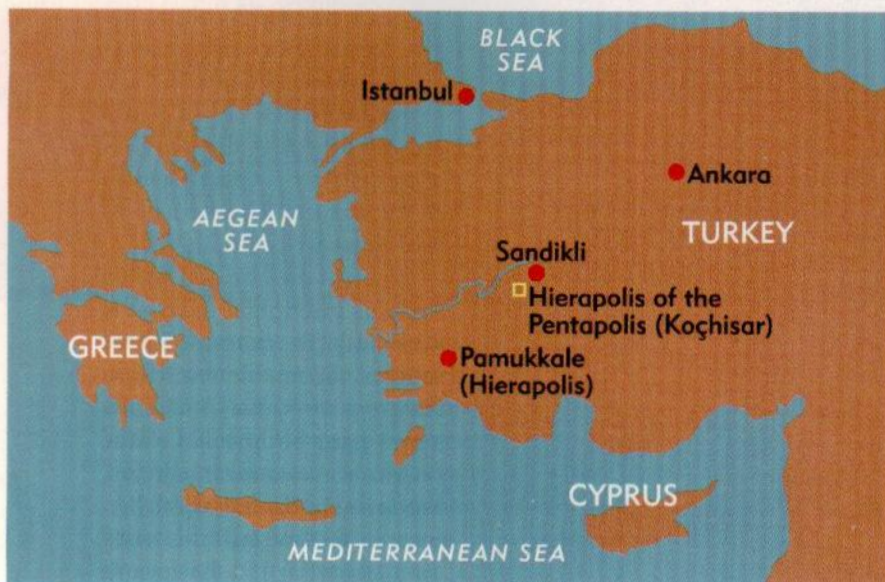 BLACK
SEA
Istanbul
Ankara
AEGEAN
SEA
TURKEY
Sandikli
Hierapolis of the
Pentapolis (Koçhisar)
GREECE
Pamukkale
(Hierapolis)
CYPRUS
MEDITERRANEAN SEA